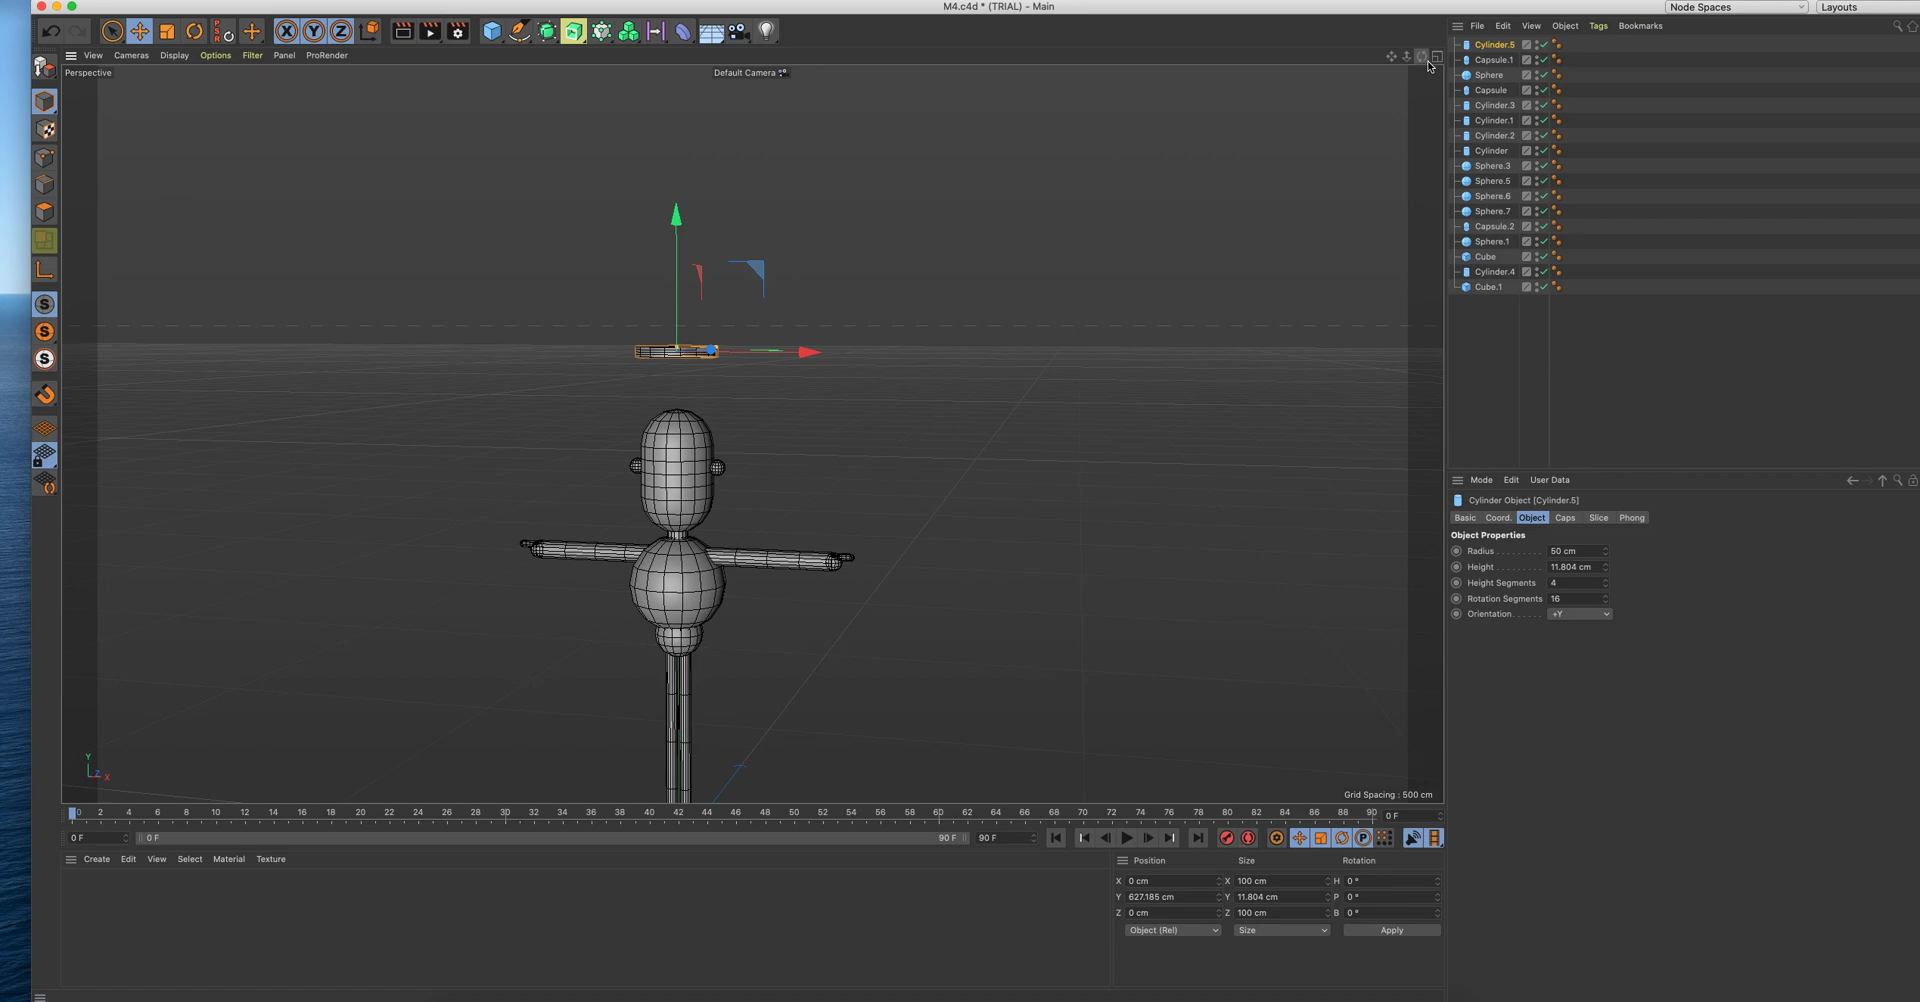 M4.c4d * (TRIAL) - Main
Node Spaces
Layouts
View Cameras Display Options Filter Panel ProRender
Perspective
Default Camera
File Edit View Object Tags Bookmarks
Cylinder.5
Capsule.1
Sphere
Capsule
Cylinder.3
Cylinder.1
Cylinder.2
Cylinder
Sphere.3
Sphere.5
Sphere.6
Sphere.7
Capsule.2
Sphere.1
Cube
Cylinder.4
Cube.1
Mode Edit User Data
Cylinder Object [Cylinder.5]
Basic Coord. Object Caps Slice Phong
Object Properties
Radius . . . . . . . . . 50 cm
Height . . . . . . . . . 11.804 cm
Height Segments 4
Rotation Segments 16
Orientation . . . . . . +Y
Y
Z X
Grid Spacing : 500 cm
0 2 4 6 8 10 12 14 16 18 20 22 24 26 28 30 32 34 36 38 40 42 44 46 48 50 52 54 56 58 60 62 64 66 68 70 72 74 76 78 80 82 84 86 88 90 0 F
0 F 0 F 90 F 90 F
Create Edit View Select Material Texture
Position Size Rotation
X 0 cm X 100 cm H 0 °
Y 627.185 cm Y 11.804 cm P 0 °
Z 0 cm Z 100 cm B 0 °
Object (Rel) Size Apply